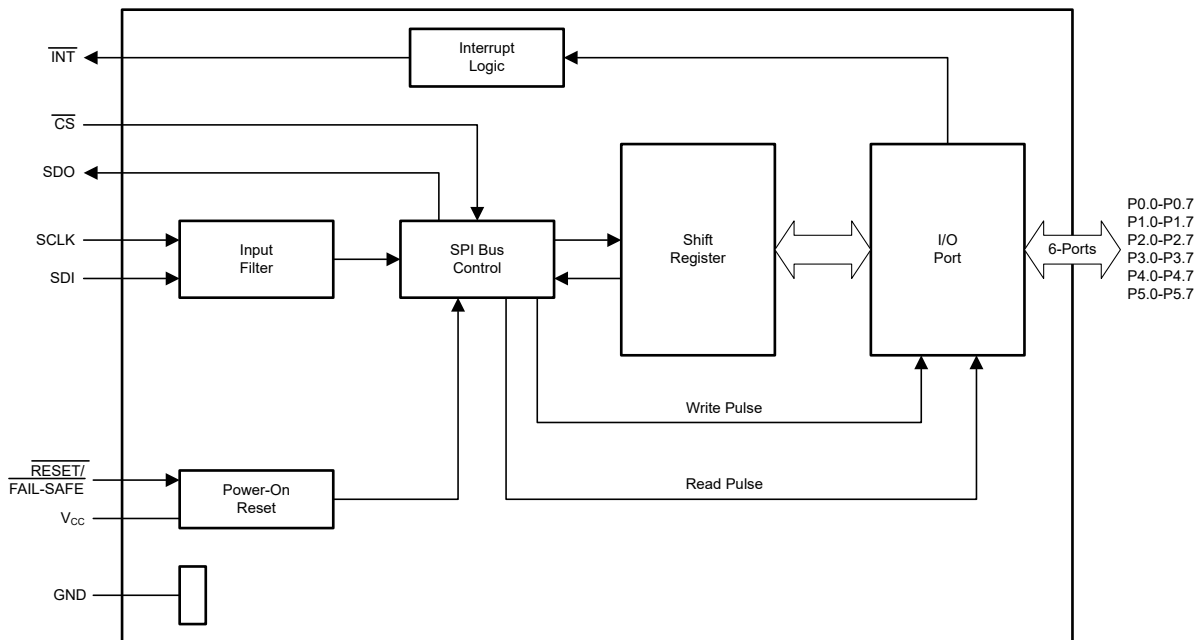 INT
Interrupt
Logic
CS
SDO
SCLK
SDI
Input
Filter
SPI Bus
Control
Shift
Register
I/O
Port
6-Ports
P0.0-P0.7
P1.0-P1.7
P2.0-P2.7
P3.0-P3.7
P4.0-P4.7
P5.0-P5.7
Write Pulse
Read Pulse
RESET/
FAIL-SAFE
VCC
Power-On
Reset
GND